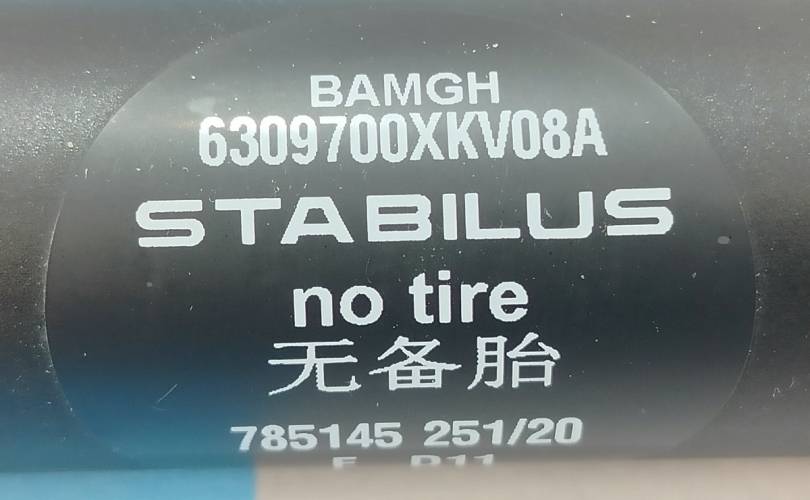 BAMGH
6309700XKV08A
STABILUS
no tire
无备胎
785145 251/20